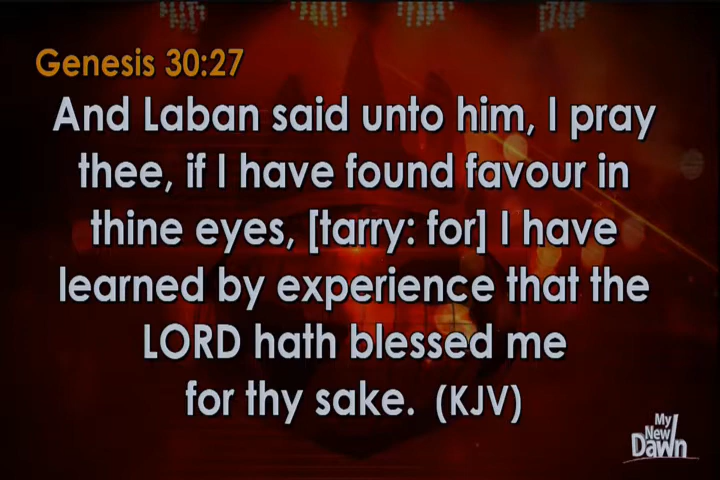 Genesis 30:27
And Laban said unto him, I pray
thee, if I have found favour in
thine eyes, [tarry: for] I have
learned by experience that the
LORD hath blessed me
for thy sake. (KJV)
My
New
Dawn